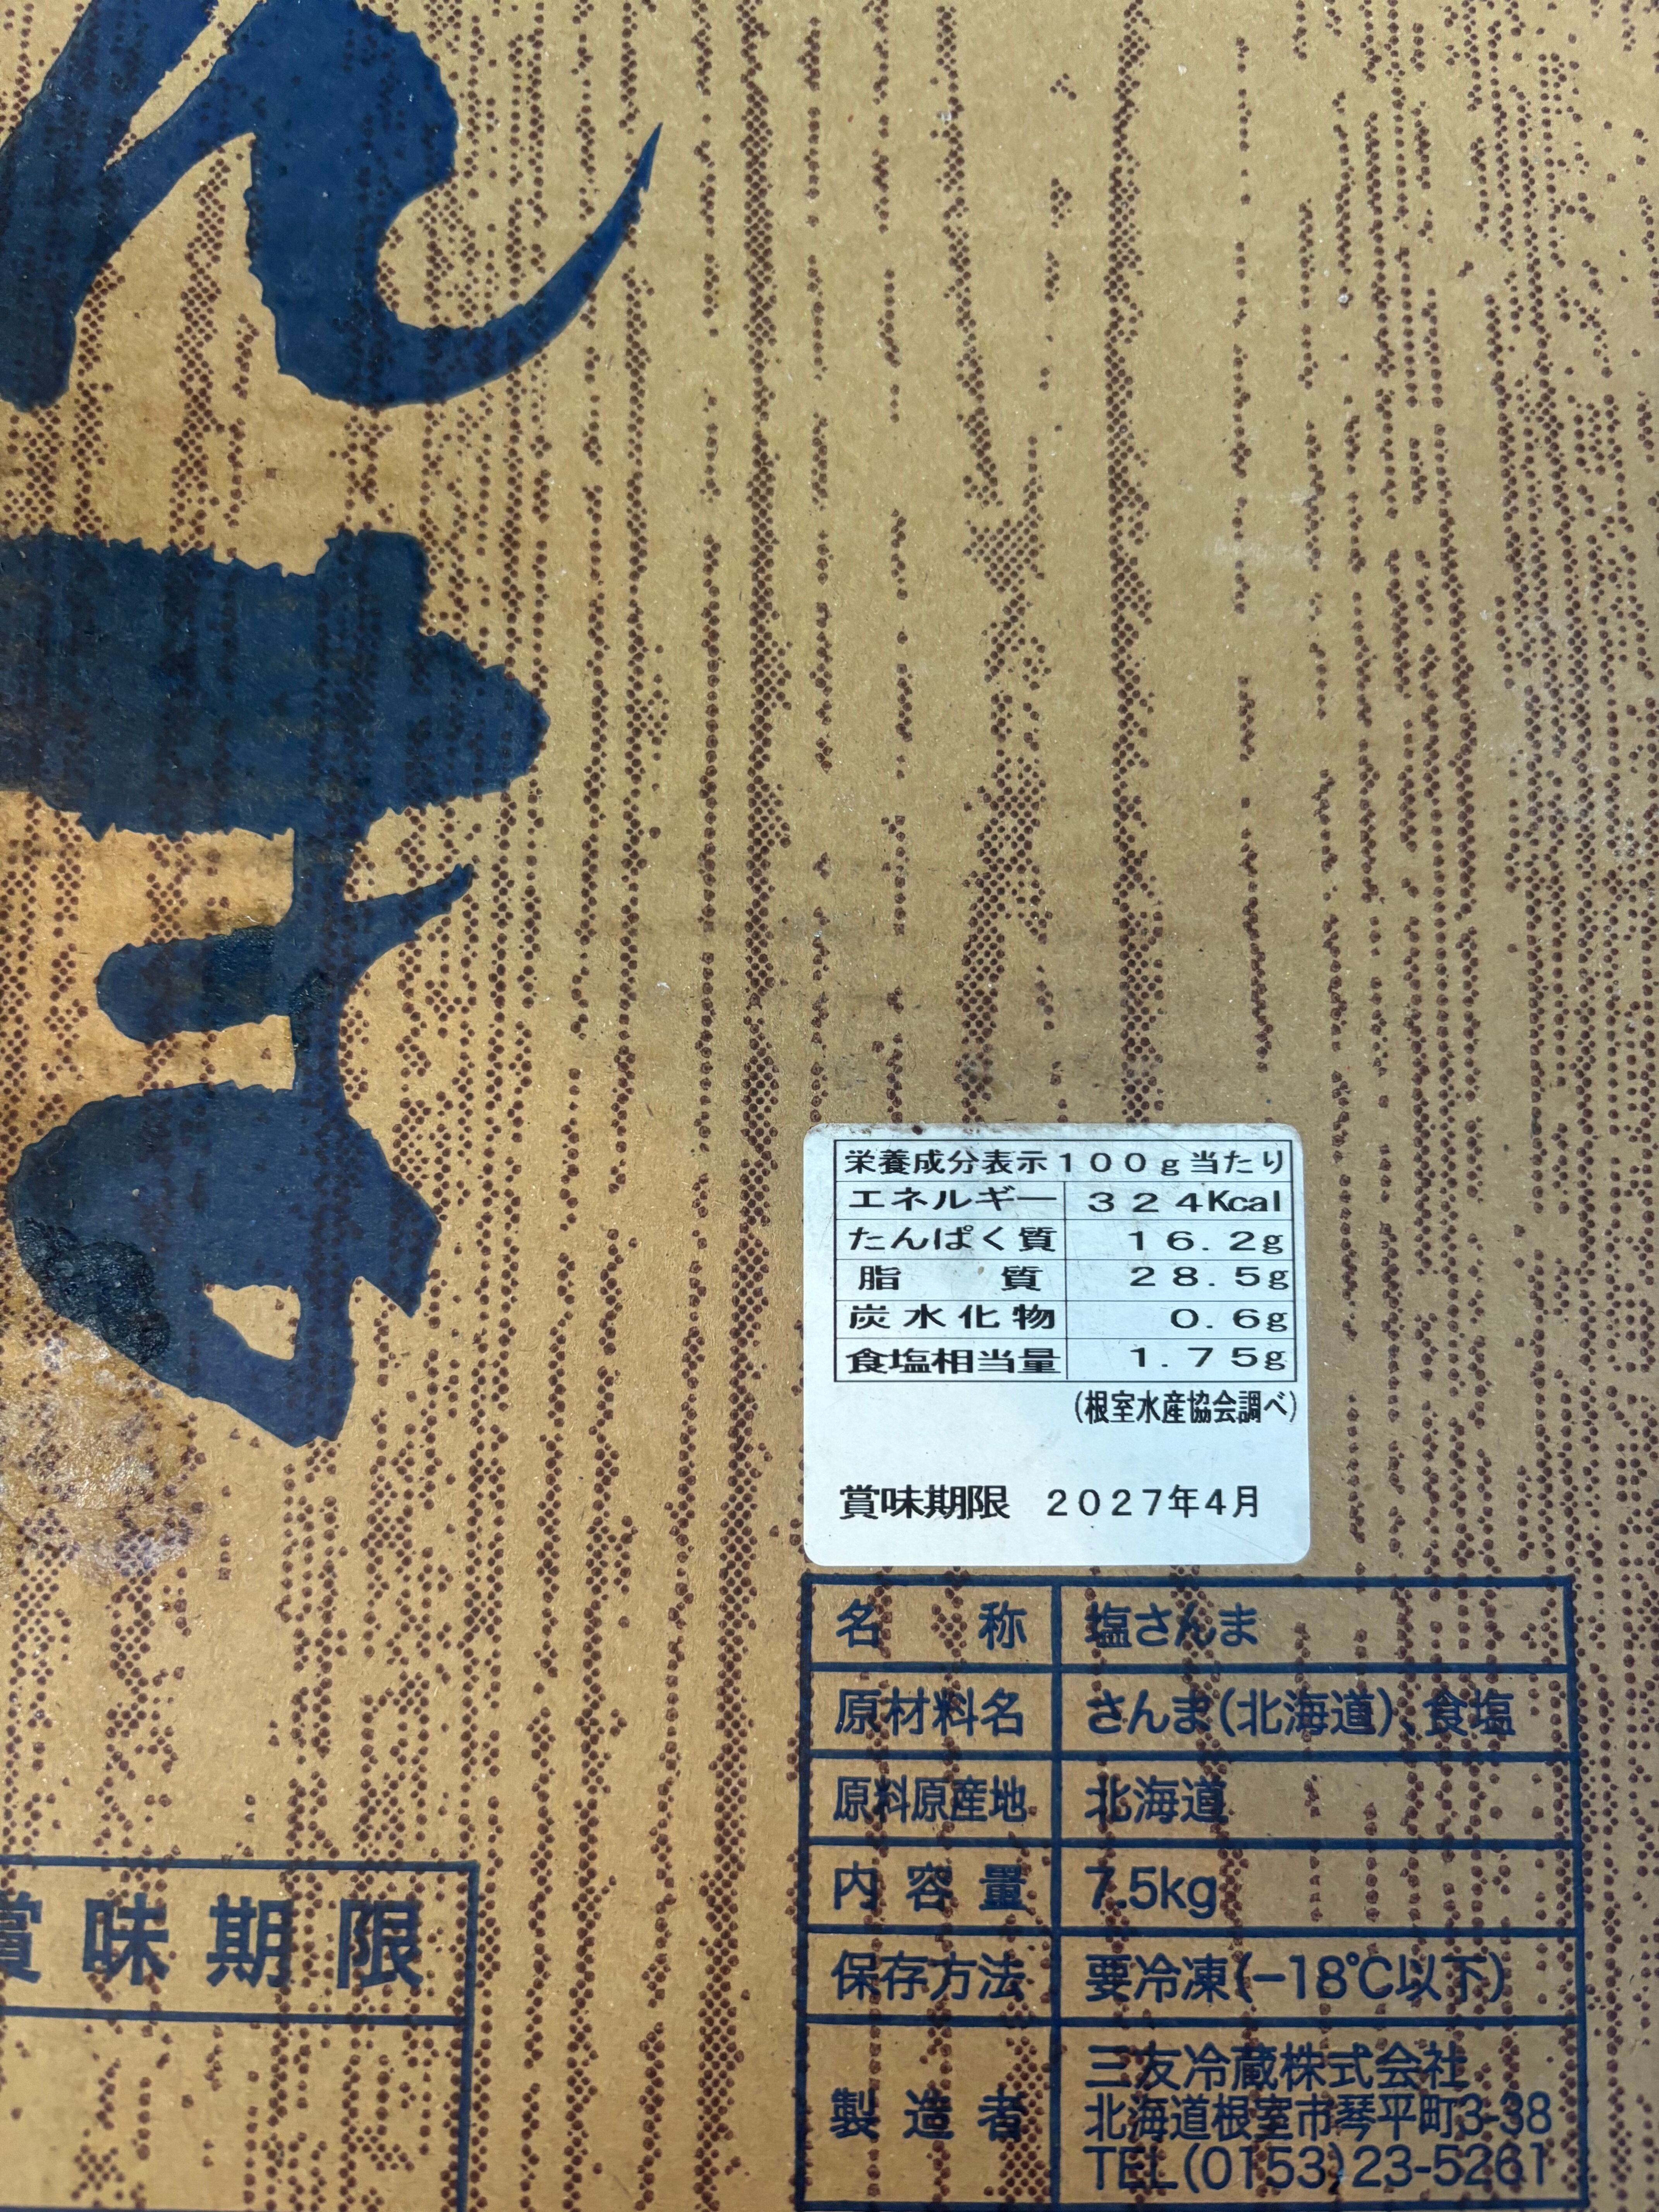 さんま
栄養成分表示100g当たり
エネルギー 324Kcal
たんぱく質 16.2g
脂質 28.5g
炭水化物 0.6g
食塩相当量 1.75g
(根室水産協会調べ)
賞味期限 2027年4月
名称 塩さんま
原材料名 さんま(北海道)、食塩
原料原産地 北海道
内容量 7.5kg
保存方法 要冷凍(-18℃以下)
製造者 三友冷蔵株式会社
北海道根室市琴平町3-38
TEL(0153)23-5261
賞味期限